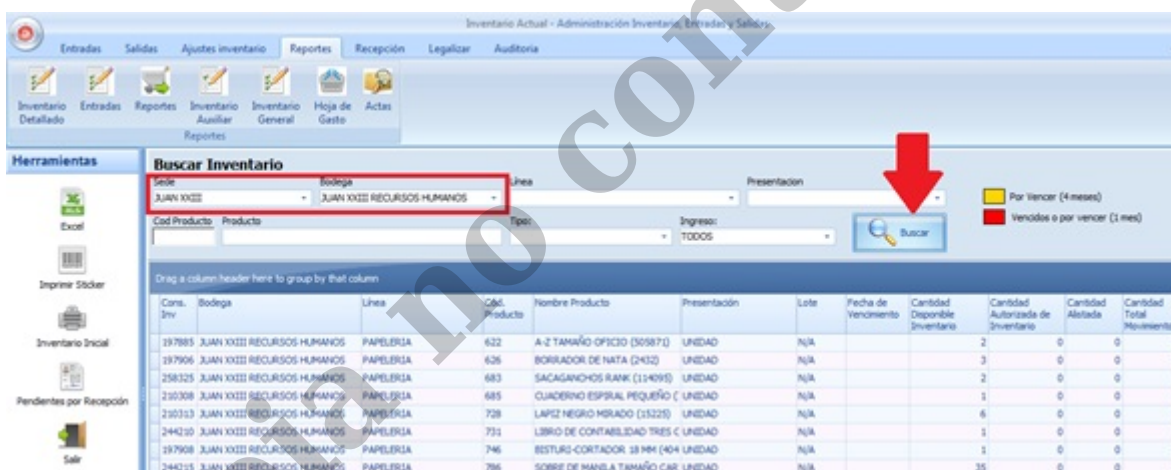 Inventario Actual - Administración Inventario, Entradas y Salidas
Entradas Salidas Ajustes inventario Reportes Recepción Legalizar Auditoria
Inventario Detallado Entradas Reportes Inventario Auxiliar Inventario General Hoja de Gasto Actas
Reportes
Herramientas
Excel
Imprimir Sticker
Inventario Inicial
Pendientes por Recepción
Salir
Buscar Inventario
Sede Bodega Línea Presentacion
JUAN XXIII JUAN XXIII RECURSOS HUMANOS
Cod Producto Producto Tipo: Ingreso:
TODOS
Buscar
Por Vencer (4 meses)
Vencidos o por vencer (1 mes)
Drag a column header here to group by that column
Cons. Inv Bodega Línea Cód. Producto Nombre Producto Presentación Lote Fecha de Vencimiento Cantidad Disponible Inventario Cantidad Autorizada de Inventario Cantidad Alistada Cantidad Total Movimiento
197885 JUAN XXIII RECURSOS HUMANOS PAPELERIA 622 A-Z TAMAÑO OFICIO (505871) UNIDAD N/A 2 0 0
197906 JUAN XXIII RECURSOS HUMANOS PAPELERIA 626 BORRADOR DE NATA (2432) UNIDAD N/A 3 0 0
258325 JUAN XXIII RECURSOS HUMANOS PAPELERIA 683 SACAGANCHOS RANK (114095) UNIDAD N/A 2 0 0
210308 JUAN XXIII RECURSOS HUMANOS PAPELERIA 685 CUADERNO ESPIRAL PEQUEÑO ( UNIDAD N/A 1 0 0
210313 JUAN XXIII RECURSOS HUMANOS PAPELERIA 728 LAPIZ NEGRO MIRADO (15225) UNIDAD N/A 6 0 0
244210 JUAN XXIII RECURSOS HUMANOS PAPELERIA 731 LIBRO DE CONTABILIDAD TRES C UNIDAD N/A 1 0 0
197908 JUAN XXIII RECURSOS HUMANOS PAPELERIA 746 BISTURI-CORTADOR 18 MM (404 UNIDAD N/A 1 0 0
244215 JUAN XXIII RECURSOS HUMANOS PAPELERIA 786 SOBRE DE MANILA TAMAÑO CAR UNIDAD N/A 35 0 0